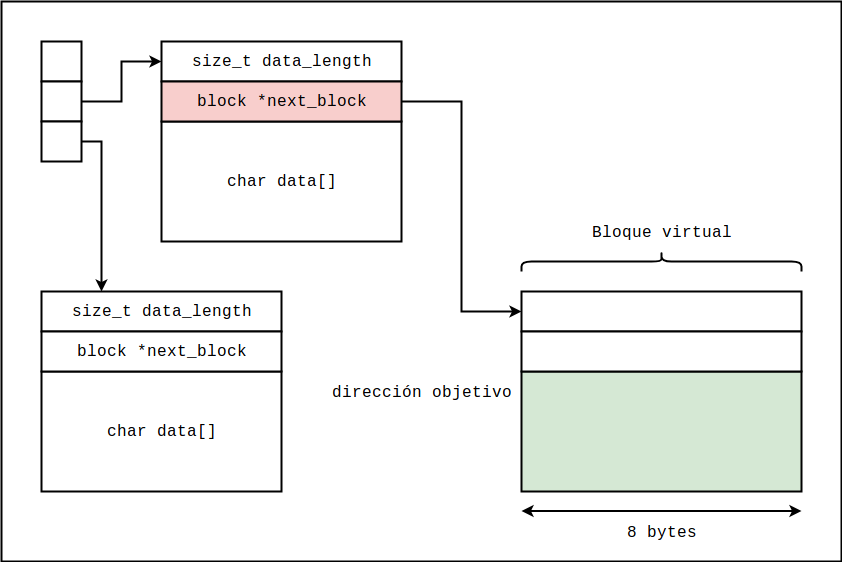 size_t data_length
block *next_block
char data[]
Bloque virtual
size_t data_length
block *next_block
char data[]
dirección objetivo
8 bytes